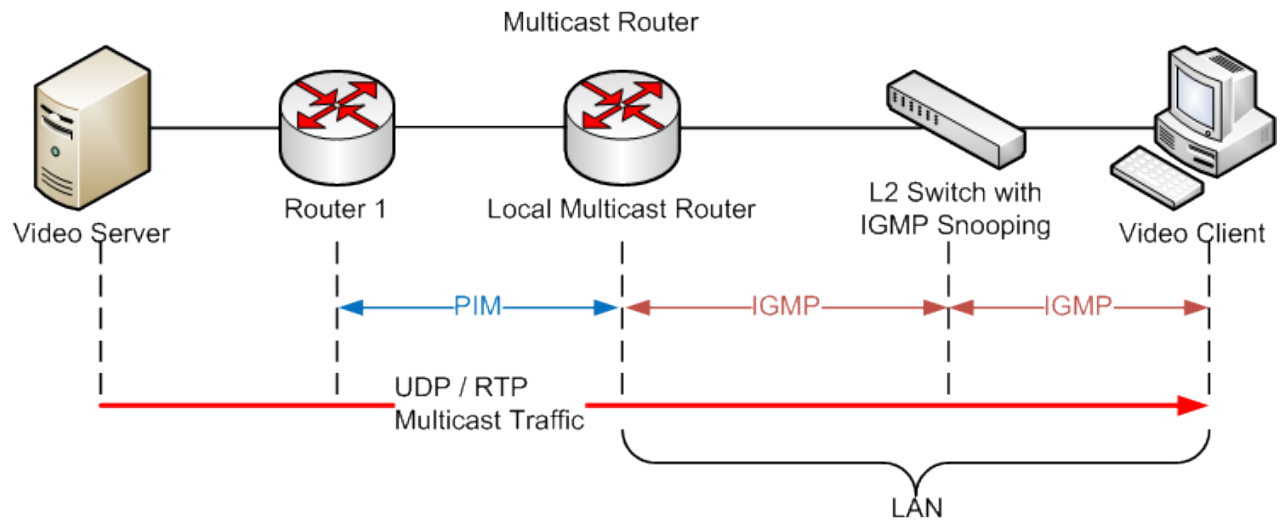 Multicast Router
Video Server
Router 1
Local Multicast Router
L2 Switch with
IGMP Snooping
Video Client
PIM
IGMP
IGMP
UDP / RTP
Multicast Traffic
LAN